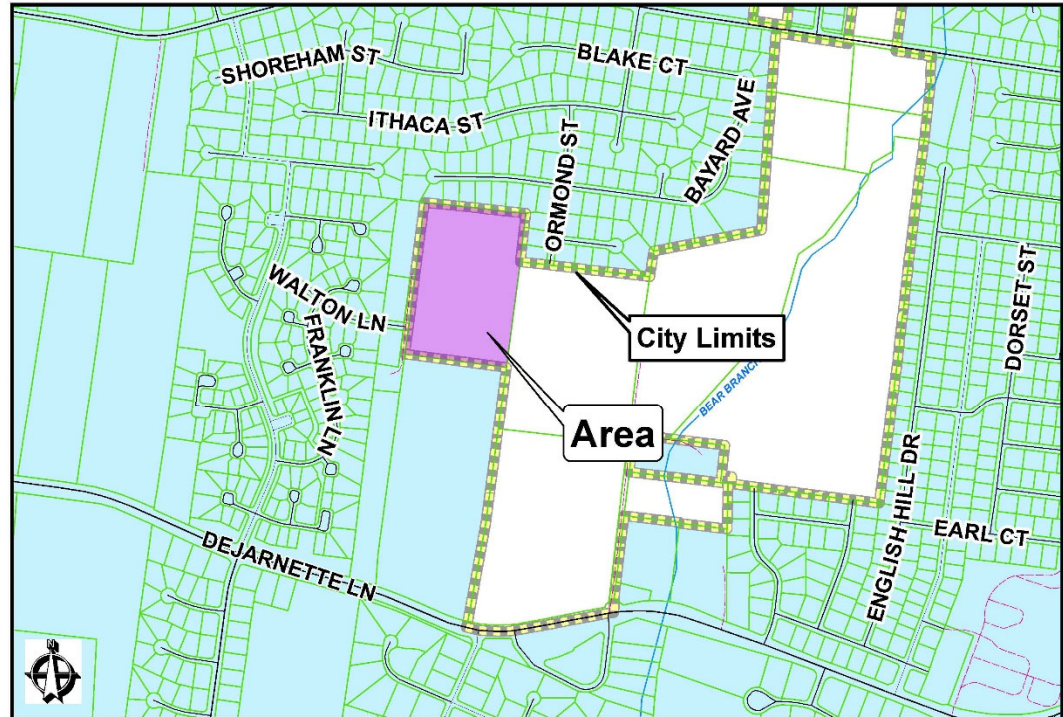 SHOREHAM ST
BLAKE CT
ITHACA ST
BAYARD AVE
ORMOND ST
WALTON LN
FRANKLIN LN
City Limits
DORSET ST
BEAR BRANCH
Area
ENGLISH HILL DR
EARL CT
DEJARNETTE LN
N